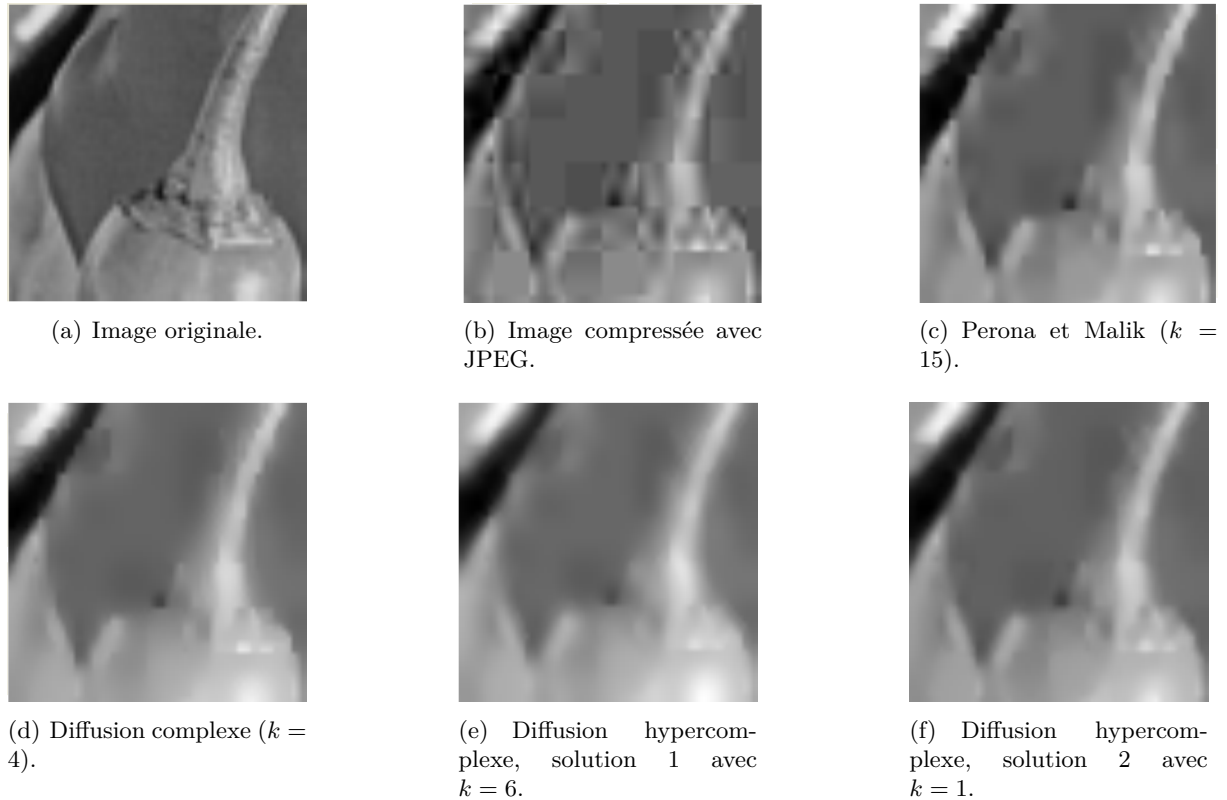 (a) Image originale.
(b) Image compressée avec
JPEG.
(c) Perona et Malik (k =
15).
(d) Diffusion complexe (k =
4).
(e) Diffusion hypercom-
plexe, solution 1 avec
k = 6.
(f) Diffusion hypercom-
plexe, solution 2 avec
k = 1.